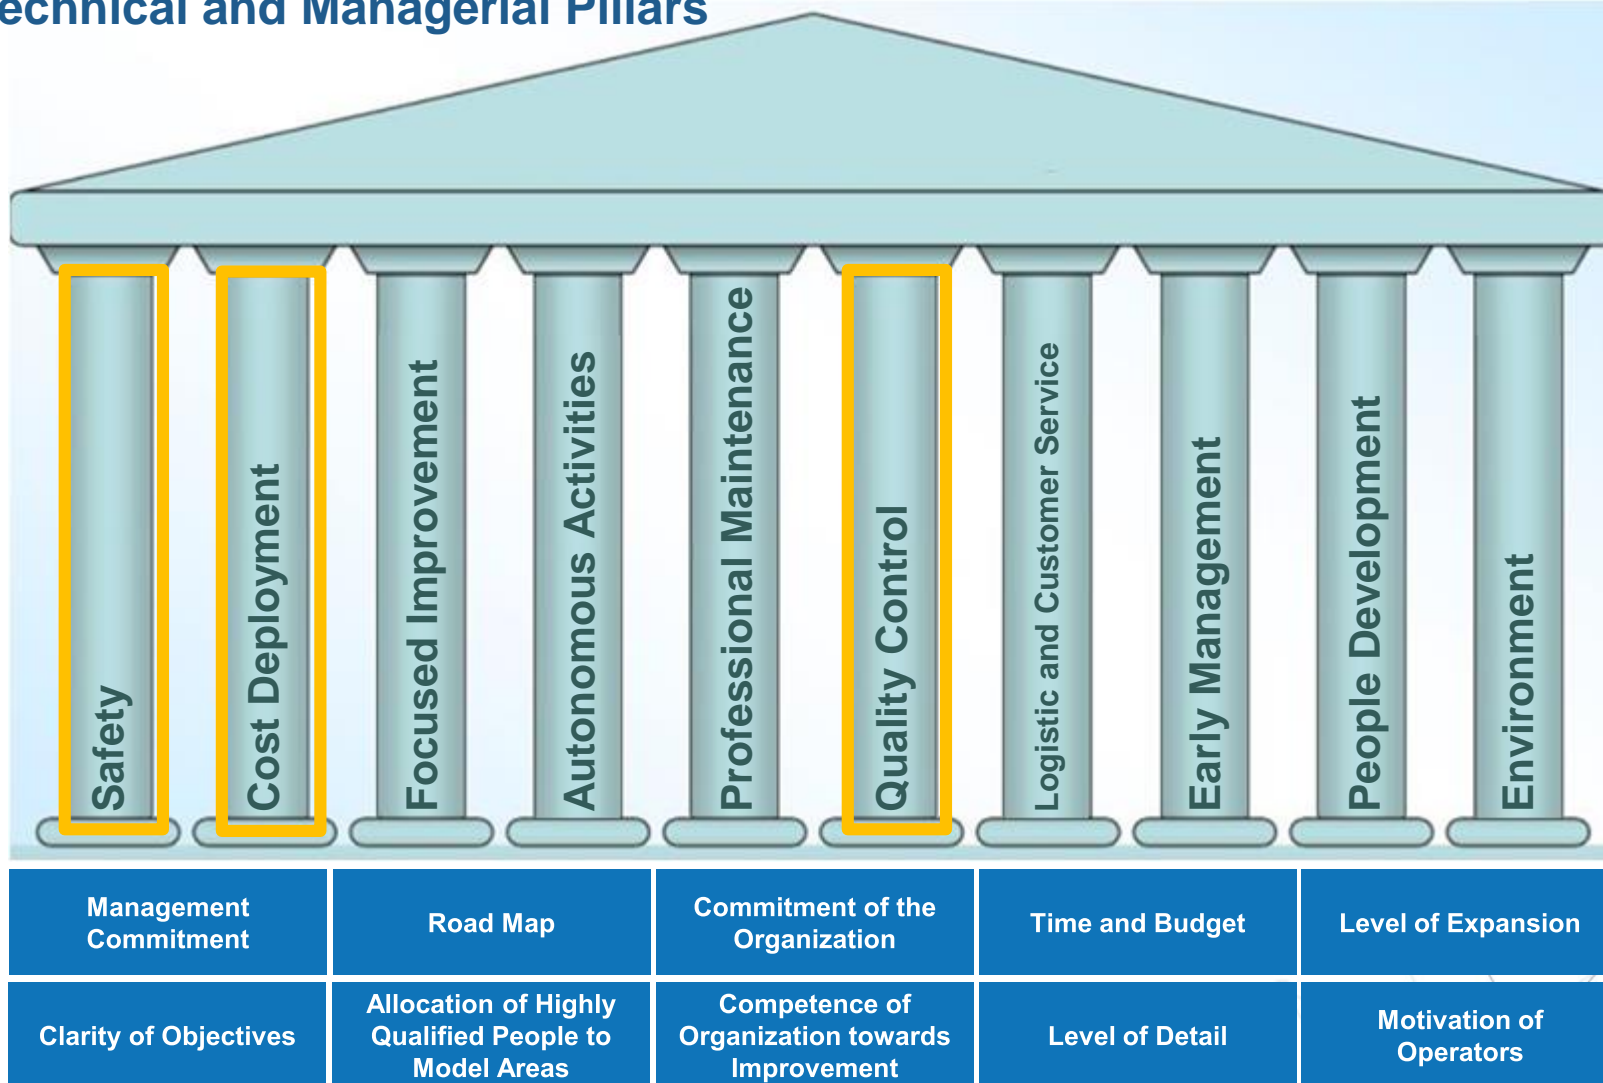 echnical and Managerial Pillars
Safety
Cost Deployment
Focused Improvement
Autonomous Activities
Professional Maintenance
Quality Control
Logistic and Customer Service
Early Management
People Development
Environment
Management
Commitment
Road Map
Commitment of the
Organization
Time and Budget
Level of Expansion
Clarity of Objectives
Allocation of Highly
Qualified People to
Model Areas
Competence of
Organization towards
Improvement
Level of Detail
Motivation of
Operators